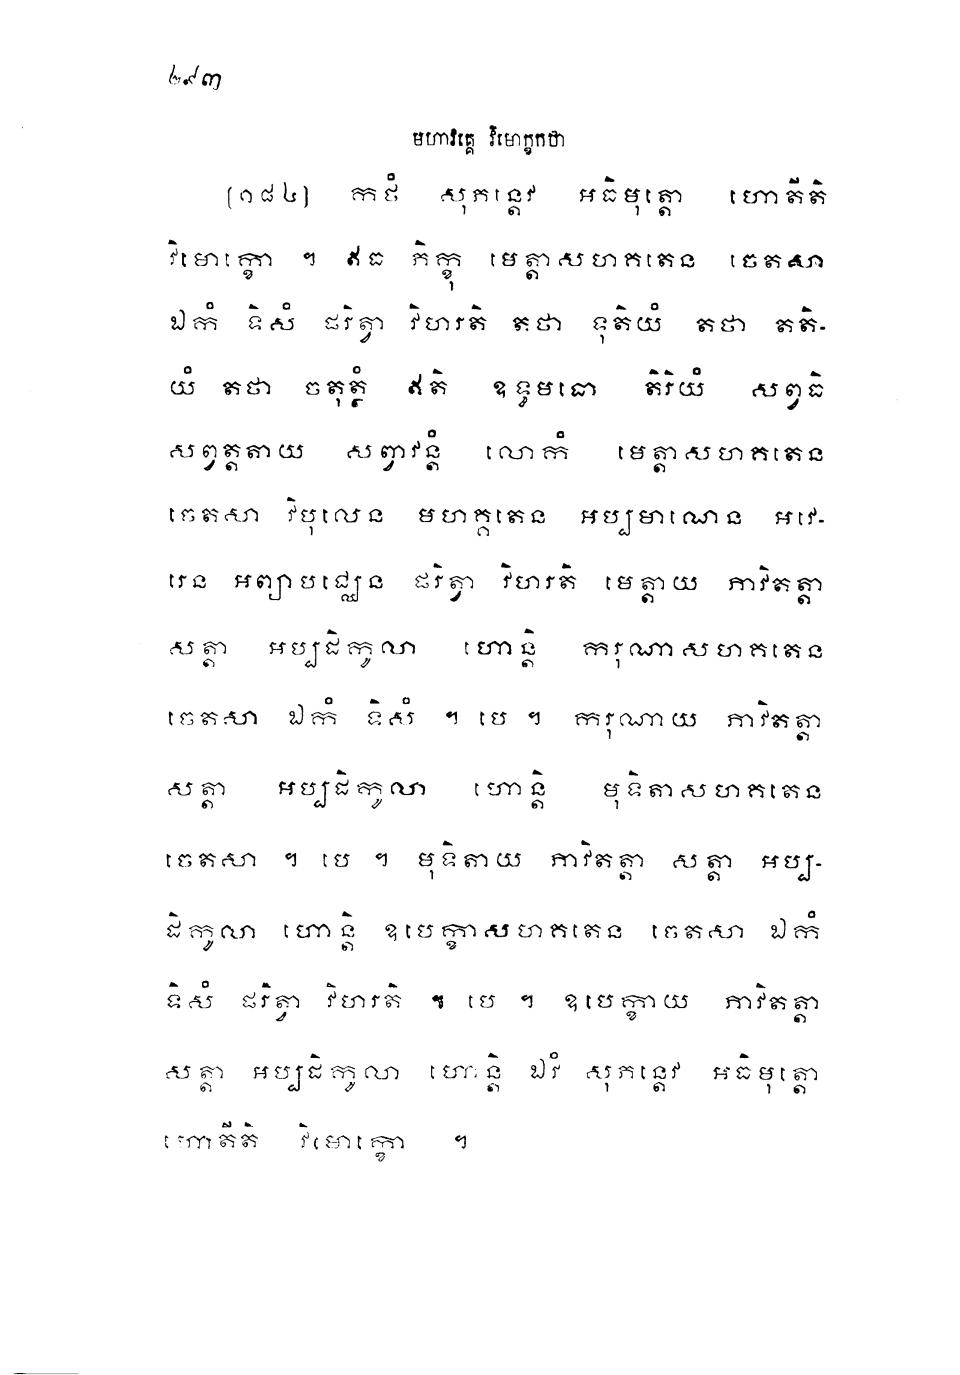 ២៩៣
មហាវគ្គេ វិមោក្ខកថា
[១៨៤] កថំ សុភន្តេវ អធិមុត្តោ ហោតីតិ
វិមោក្ខោ ។ ឥធ ភិក្ខុ មេត្តាសហគតេន ចេតសា
ឯកំ ទិសំ ផរិត្វា វិហរតិ តថា ទុតិយំ តថា តតិ-
យំ តថា ចតុត្ថំ ឥតិ ឧទ្ធមធោ តិរិយំ សព្វធិ
សព្វត្តតាយ សព្វាវន្តំ លោកំ មេត្តាសហគតេន
ចេតសា វិបុលេន មហគ្គតេន អប្បមាណេន អវេ-
រេន អព្យាបជ្ឈេន ផរិត្វា វិហរតិ មេត្តាយ ភាវិតត្តា
សត្តា អប្បដិកូលា ហោន្តិ ករុណាសហគតេន
ចេតសា ឯកំ ទិសំ ។ បេ ។ ករុណាយ ភាវិតត្តា
សត្តា អប្បដិកូលា ហោន្តិ មុទិតាសហគតេន
ចេតសា ។ បេ ។ មុទិតាយ ភាវិតត្តា សត្តា អប្ប-
ដិកូលា ហោន្តិ ឧបេក្ខាសហគតេន ចេតសា ឯកំ
ទិសំ ផរិត្វា វិហរតិ ។ បេ ។ ឧបេក្ខាយ ភាវិតត្តា
សត្តា អប្បដិកូលា ហោន្តិ ឯវំ សុភន្តេវ អធិមុត្តោ
ហោតីតិ វិមោក្ខោ ។